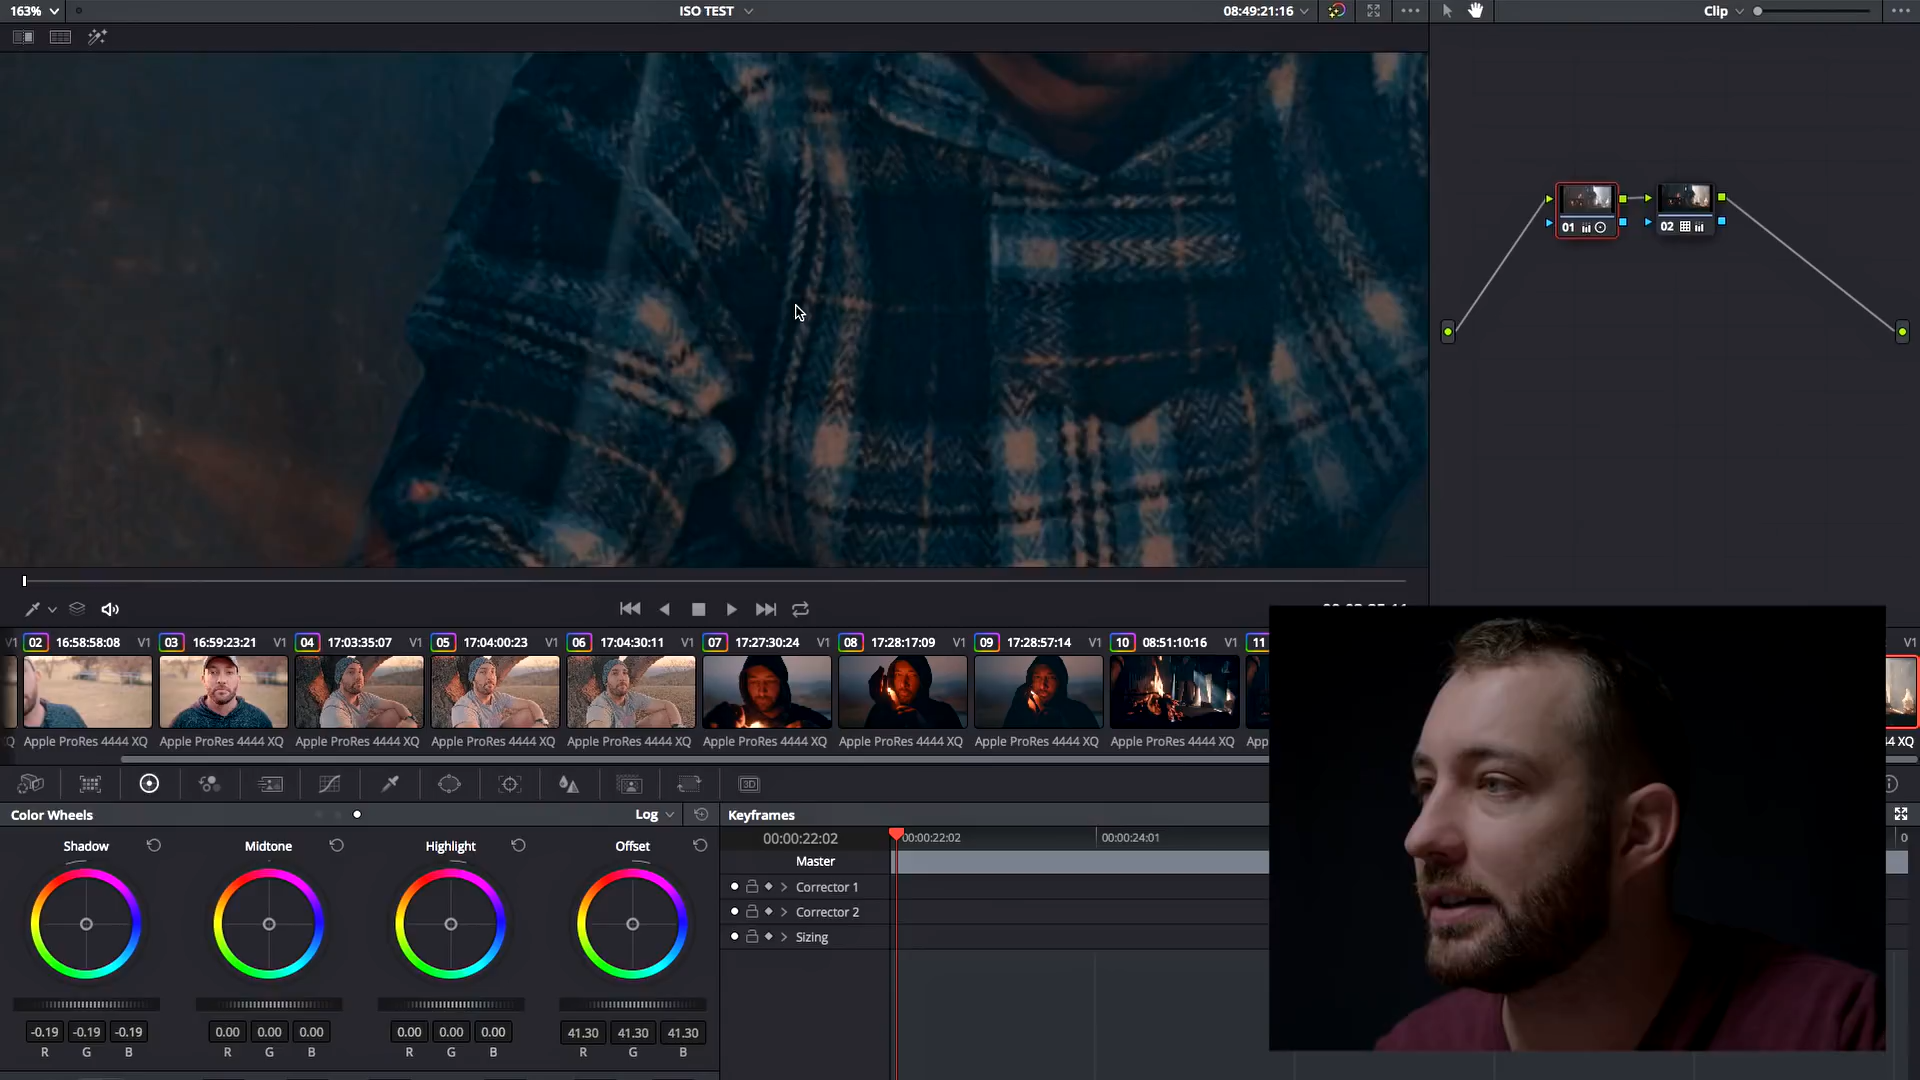 163% ISO TEST 08:49:21:16 Clip
01 02
V1 02 16:58:58:08 V1 03 16:59:23:21 V1 04 17:03:35:07 V1 05 17:04:00:23 V1 06 17:04:30:11 V1 07 17:27:30:24 V1 08 17:28:17:09 V1 09 17:28:57:14 V1 10 08:51:10:16 V1 11 V1
Apple ProRes 4444 XQ Apple ProRes 4444 XQ Apple ProRes 4444 XQ Apple ProRes 4444 XQ Apple ProRes 4444 XQ Apple ProRes 4444 XQ Apple ProRes 4444 XQ Apple ProRes 4444 XQ Apple ProRes 4444 XQ App 44 XQ
3D
Color Wheels Log Keyframes
00:00:22:02 00:00:22:02 00:00:24:01
Shadow Midtone Highlight Offset
Master
Corrector 1
Corrector 2
Sizing
-0.19 -0.19 -0.19 0.00 0.00 0.00 0.00 0.00 0.00 41.30 41.30 41.30
R G B R G B R G B R G B